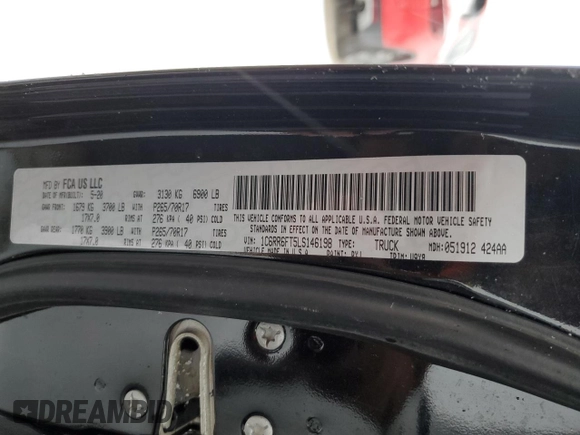 MFD BY FCA US LLC
DATE OF MFR 5-20 GVWR: 3130 KG 6900 LB
GAWR FRONT: 1679 KG 3700 LB WITH P265/70R17 TIRES
17X7.0 RIMS AT 276 KPA ( 40 PSI) COLD
GAWR REAR: 1770 KG 3900 LB WITH P265/70R17 TIRES
17X7.0 RIMS AT 276 KPA ( 40 PSI) COLD
THIS VEHICLE CONFORMS TO ALL APPLICABLE U.S.A. FEDERAL MOTOR VEHICLE SAFETY
STANDARDS IN EFFECT ON THE DATE OF MANUFACTURE SHOWN ABOVE.
VIN: 1C6RR6FT5LS146198 TYPE: TRUCK MDH: 051912 424AA
VEHICLE MADE IN U.S.A. PAINT: TRIM:
DREAMBID